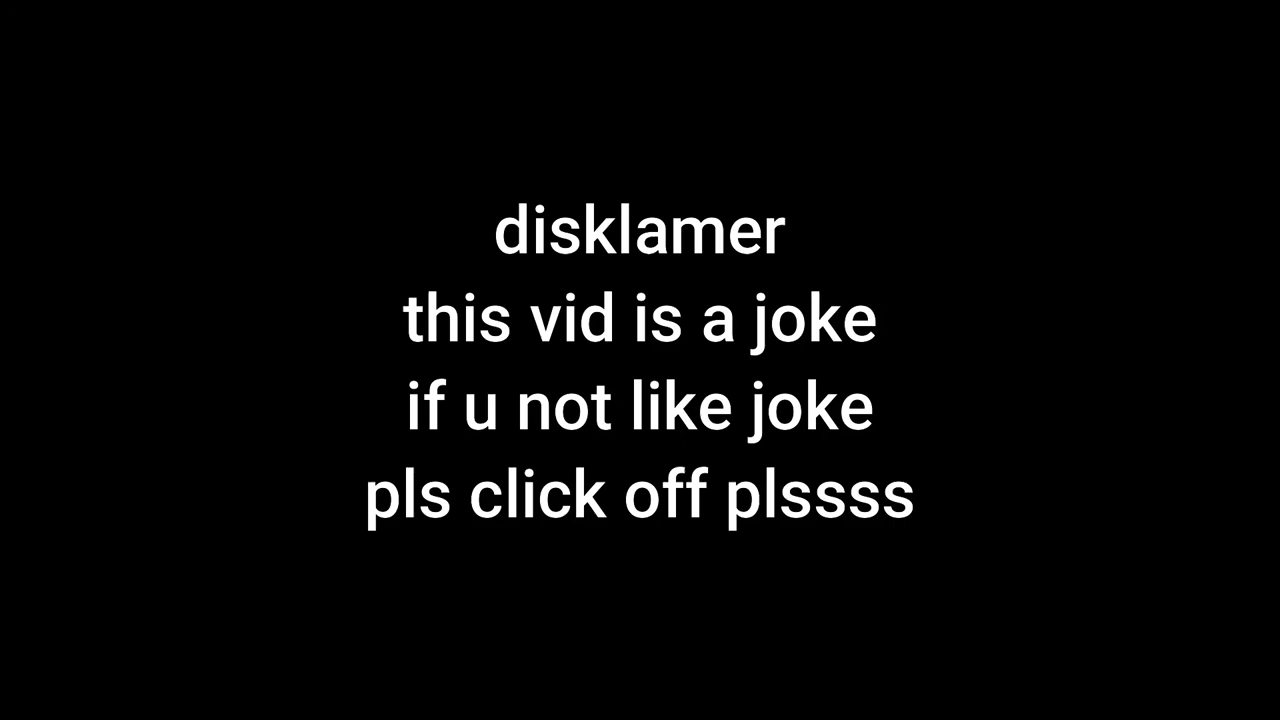 disklamer
this vid is a joke
if u not like joke
pls click off plssss